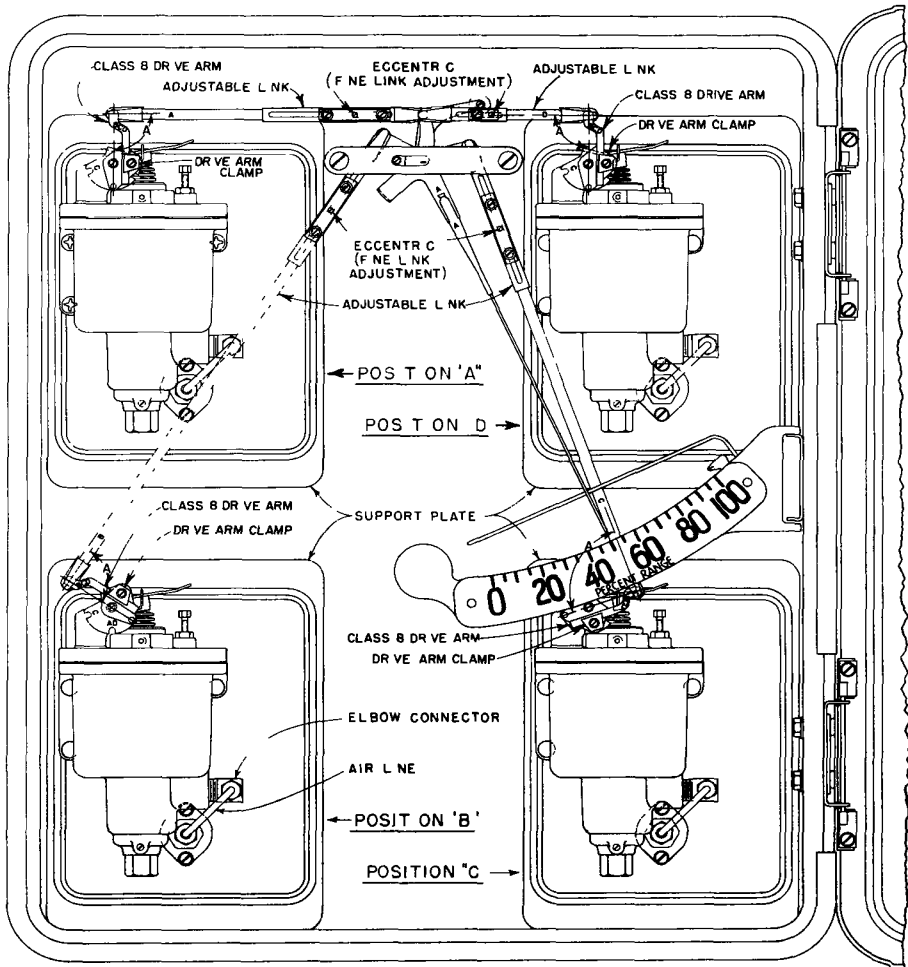 CLASS 8 DR VE ARM
ADJUSTABLE L NK
ECCENTR C
(F NE LINK ADJUSTMENT)
ADJUSTABLE L NK
CLASS 8 DRIVE ARM
DR VE ARM CLAMP
DR VE ARM
CLAMP
A
A
A
A
A
ECCENTR C
(F NE L NK
ADJUSTMENT)
ADJUSTABLE L NK
POS T ON 'A"
POS T ON D
CLASS 8 DR VE ARM
DR VE ARM CLAMP
SUPPORT PLATE
A
A
C
0 20 40 60 80 100
PERCENT RANGE
CLASS 8 DR VE ARM
DR VE ARM CLAMP
ELBOW CONNECTOR
AIR L NE
POSIT ON 'B'
POSITION "C